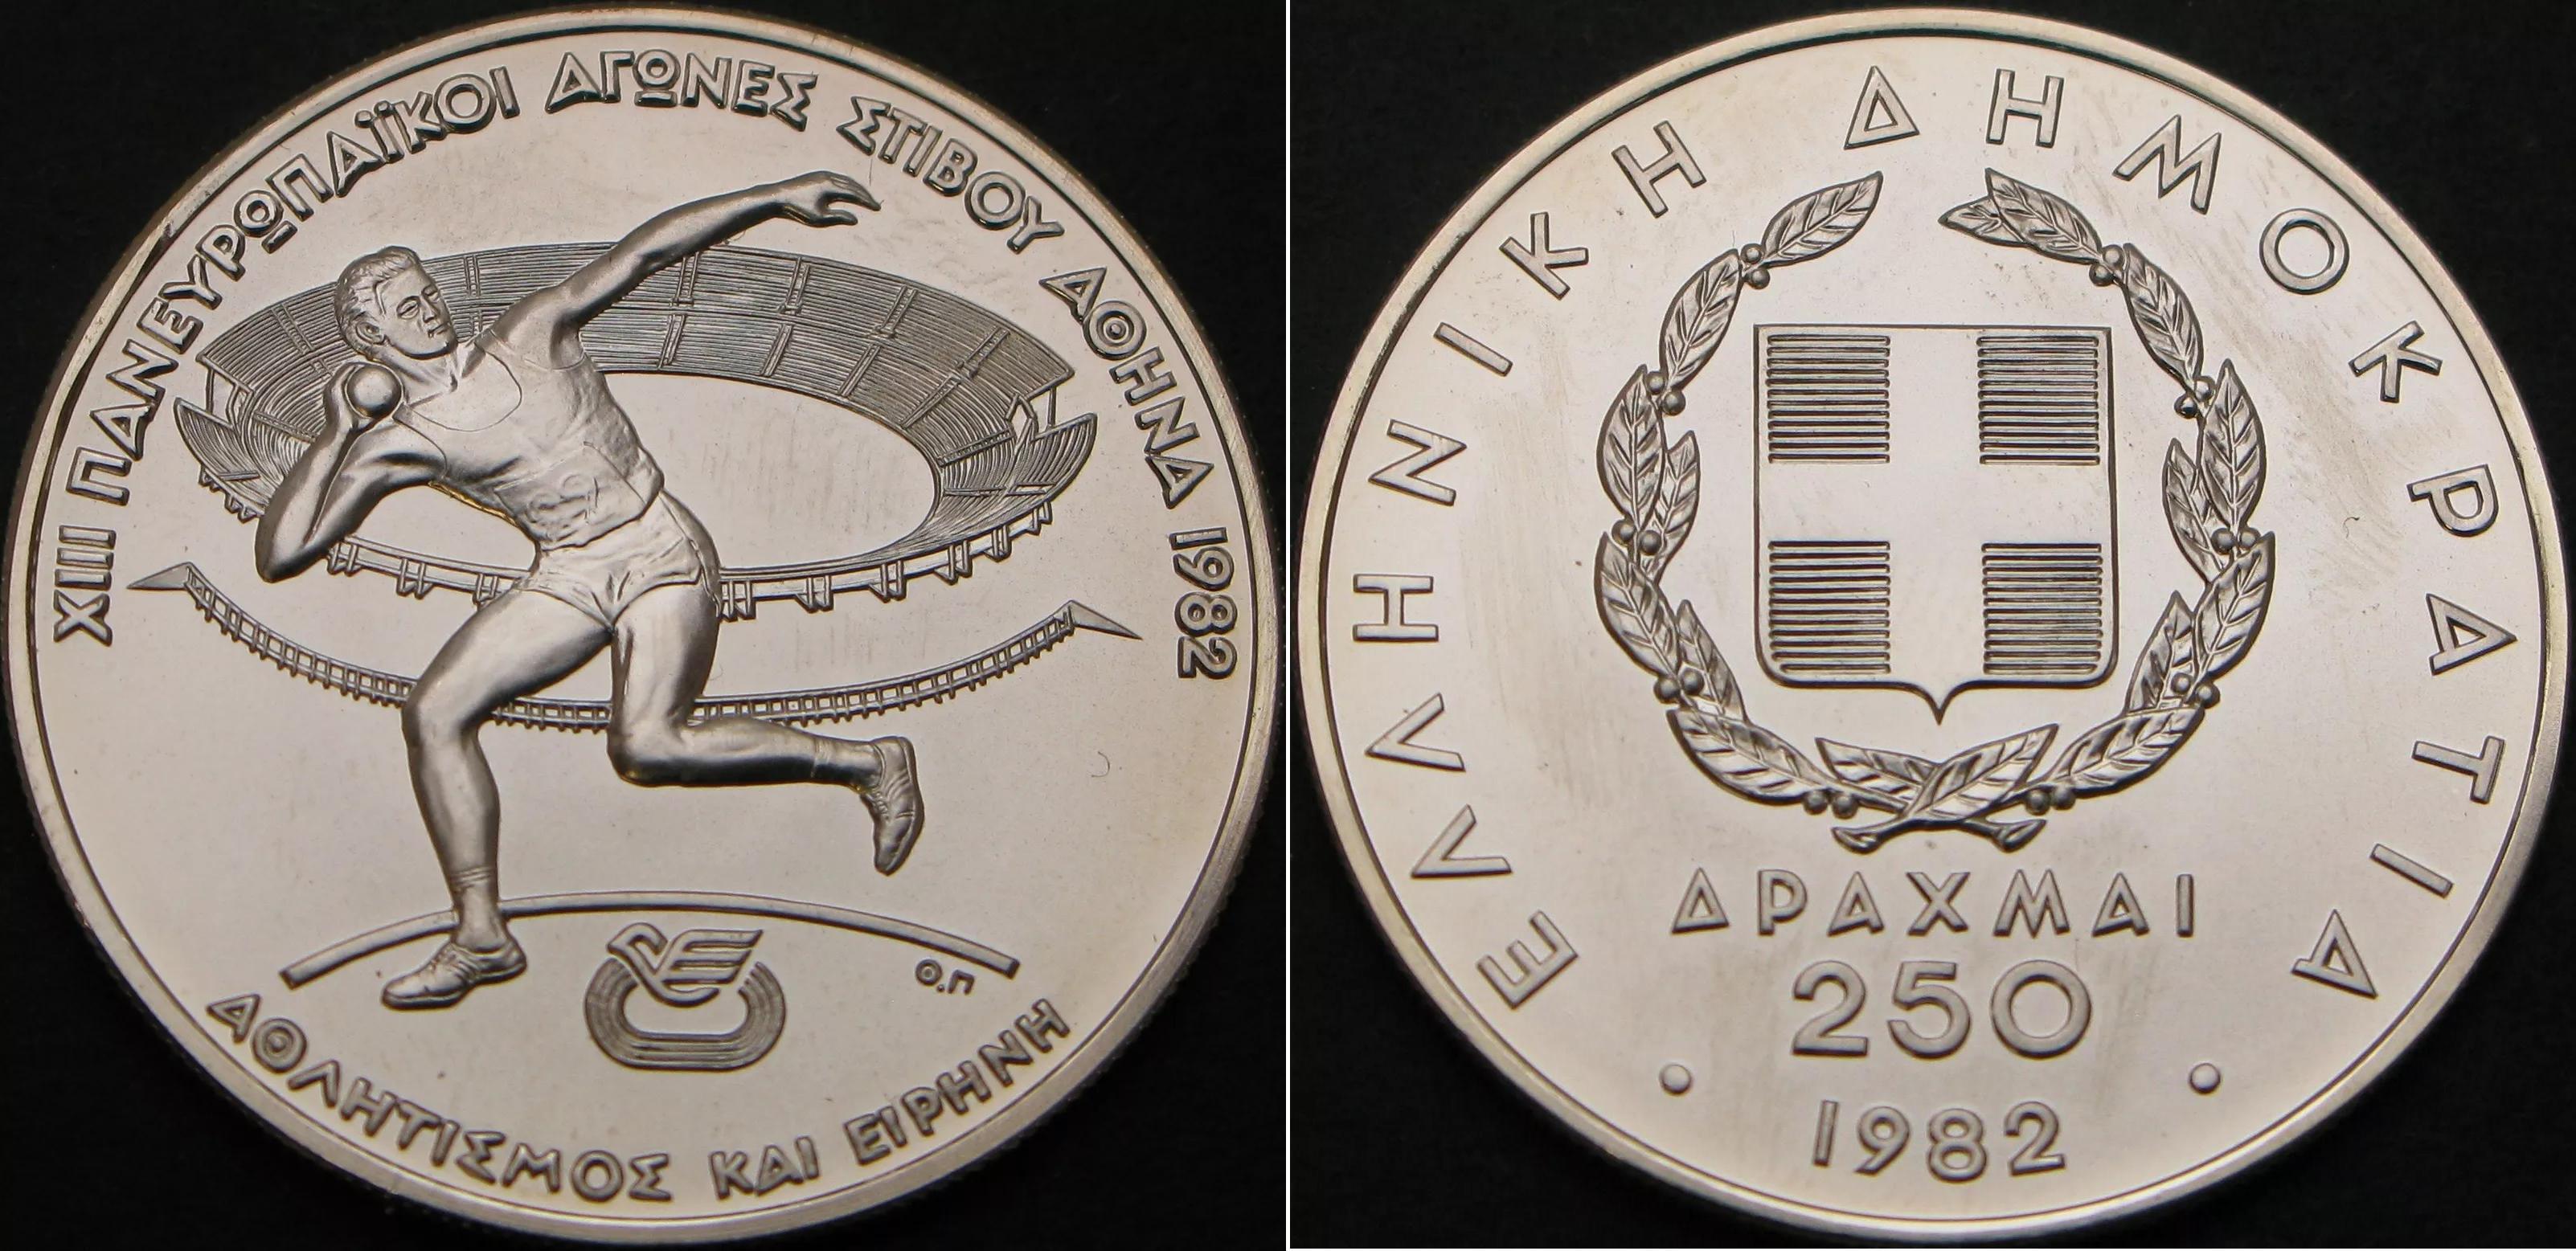 XIII ΠΑΝΕΥΡΩΠΑΪΚΟΙ ΑΓΩΝΕΣ ΣΤΙΒΟΥ ΑΘΗΝΑ 1982
Θ.Π
ΑΘΛΗΤΙΣΜΟΣ ΚΑΙ ΕΙΡΗΝΗ
ΕΛΛΗΝΙΚΗ ΔΗΜΟΚΡΑΤΙΑ
ΔΡΑΧΜΑΙ
250
1982